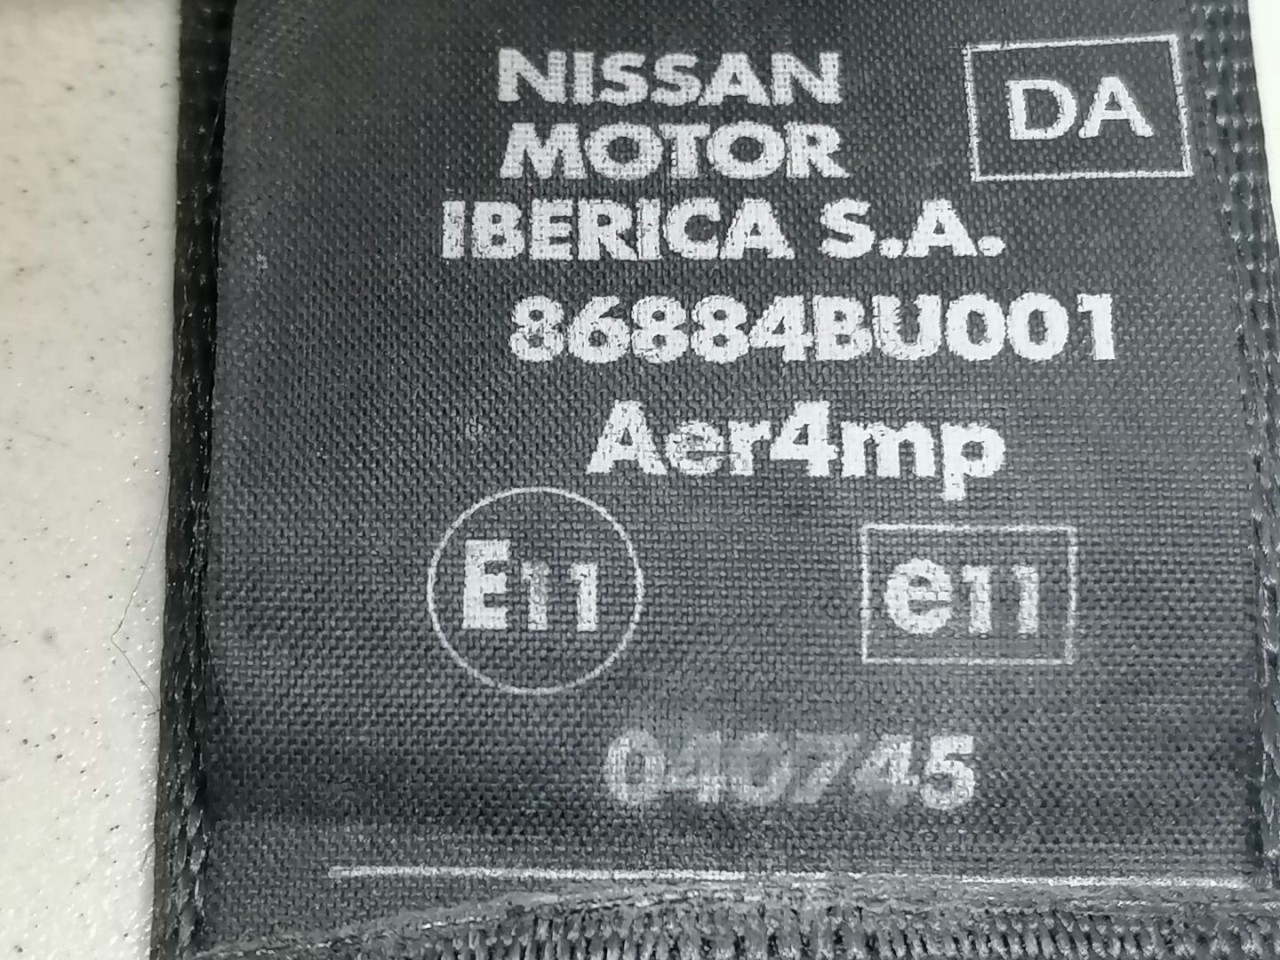 NISSAN
MOTOR
IBERICA S.A.
DA
86884BU001
Aer4mp
E11
e11
040745